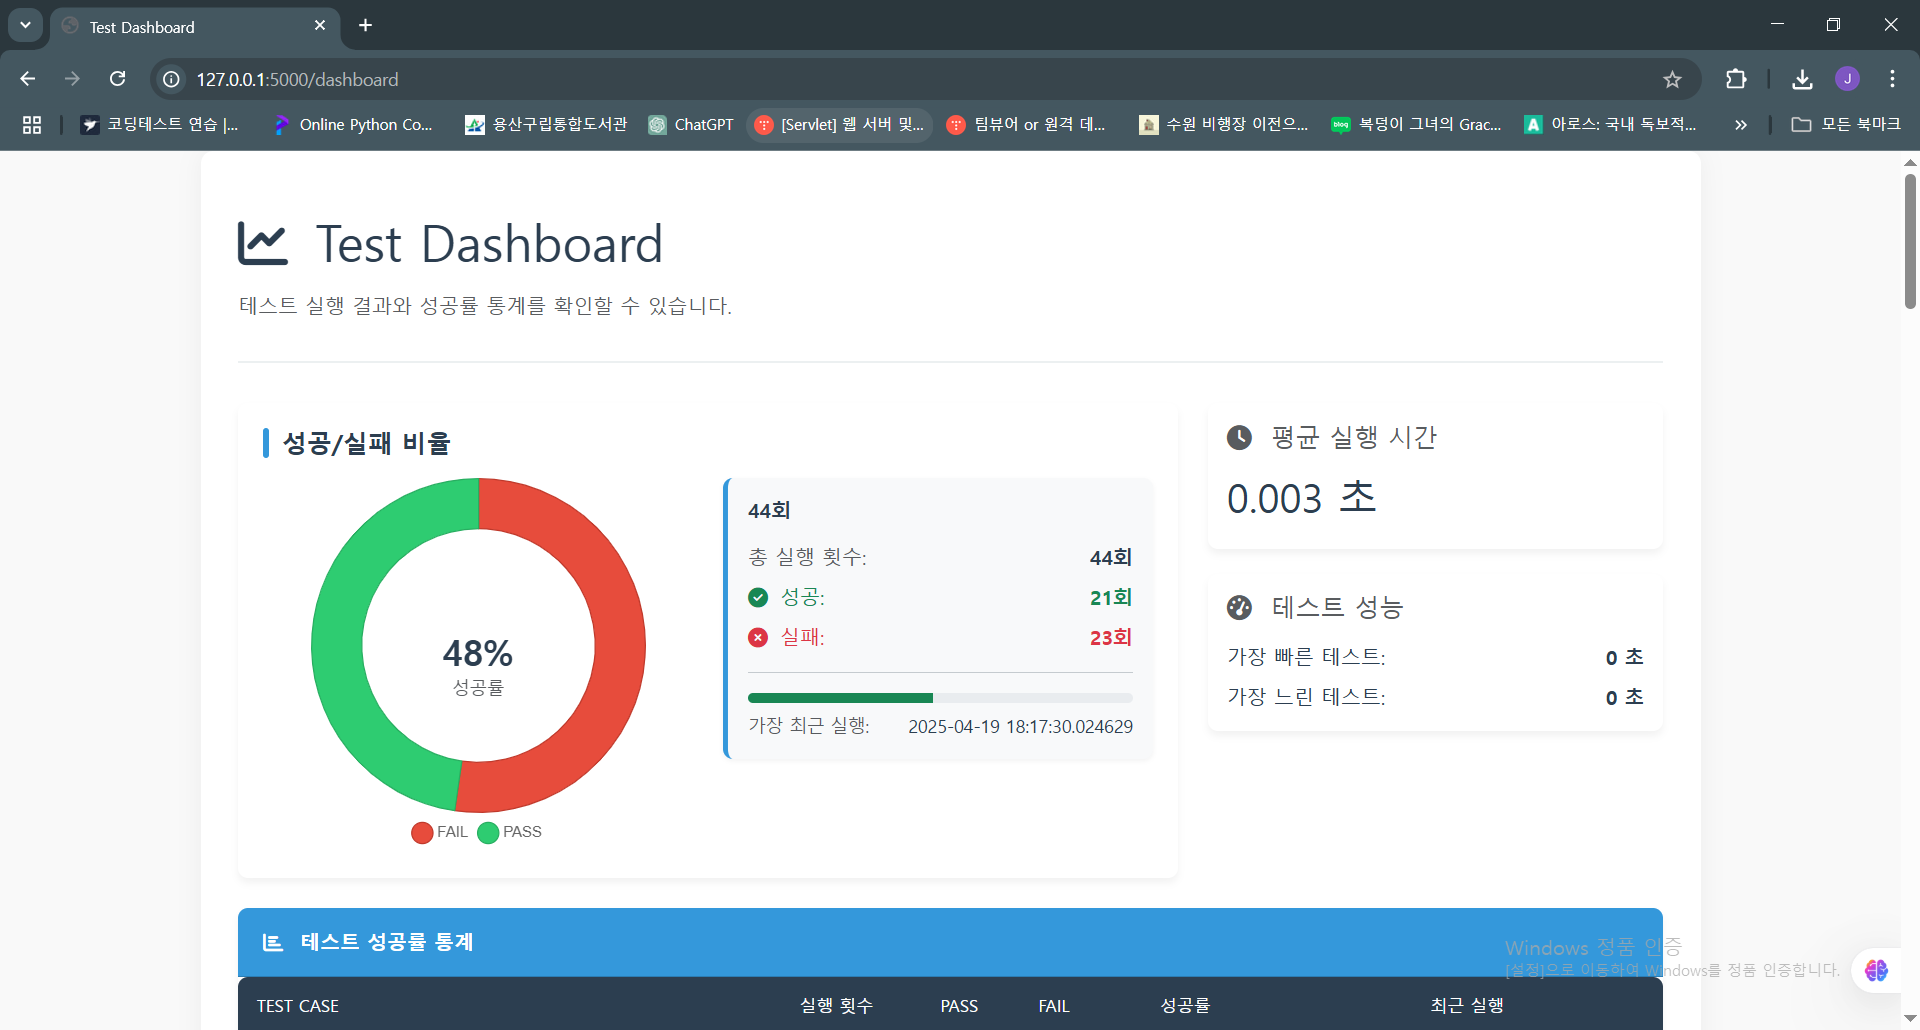 Test Dashboard
127.0.0.1:5000/dashboard
J
코딩테스트 연습 |...
Online Python Co...
용산구립통합도서관
ChatGPT
[Servlet] 웹 서버 및...
팀뷰어 or 원격 데...
수원 비행장 이전으...
blog
복덩이 그녀의 Grac...
A
아로스: 국내 독보적...
모든 북마크
Test Dashboard
테스트 실행 결과와 성공률 통계를 확인할 수 있습니다.
성공/실패 비율
48%
성공률
FAIL PASS
44회
총 실행 횟수: 44회
성공: 21회
실패: 23회
가장 최근 실행: 2025-04-19 18:17:30.024629
평균 실행 시간
0.003 초
테스트 성능
가장 빠른 테스트: 0 초
가장 느린 테스트: 0 초
테스트 성공률 통계
TEST CASE 실행 횟수 PASS FAIL 성공률 최근 실행
Windows 정품 인증
[설정]으로 이동하여 Windows를 정품 인증합니다.